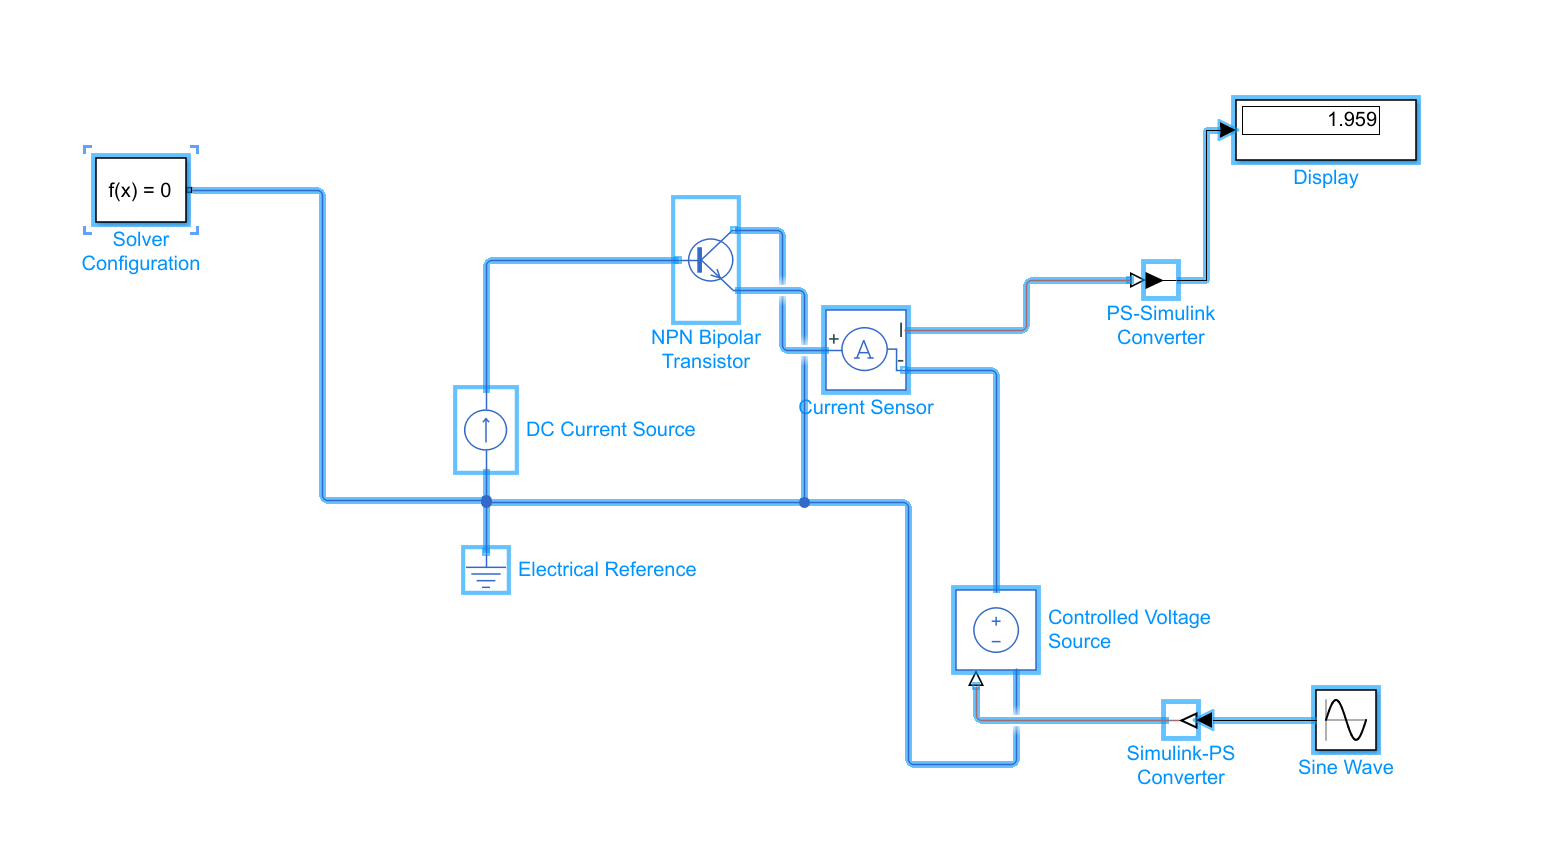 1.959
Display
f(x) = 0
Solver
Configuration
NPN Bipolar
Transistor
PS-Simulink
Converter
+
A
I
-
Current Sensor
DC Current Source
Electrical Reference
+
−
Controlled Voltage
Source
Simulink-PS
Converter
Sine Wave